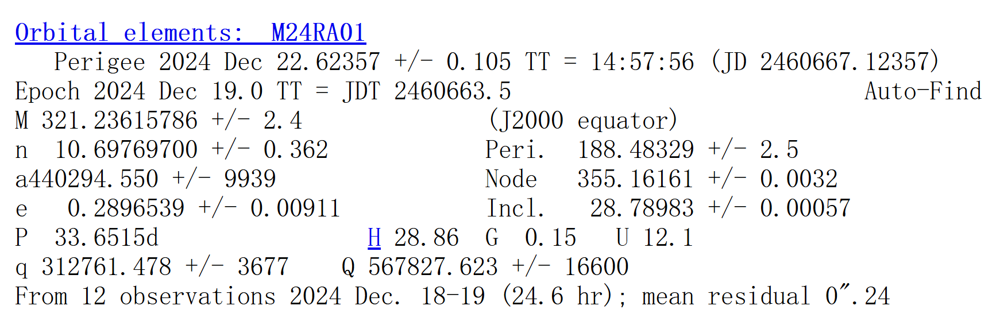 Orbital elements:  M24RA01
   Perigee 2024 Dec 22.62357 +/- 0.105 TT = 14:57:56 (JD 2460667.12357)
Epoch 2024 Dec 19.0 TT = JDT 2460663.5                           Auto-Find
M 321.23615786 +/- 2.4              (J2000 equator)
n  10.69769700 +/- 0.362            Peri.  188.48329 +/- 2.5
a440294.550 +/- 9939                Node   355.16161 +/- 0.0032
e   0.2896539 +/- 0.00911           Incl.   28.78983 +/- 0.00057
P  33.6515d                H 28.86  G  0.15   U 12.1
q 312761.478 +/- 3677    Q 567827.623 +/- 16600
From 12 observations 2024 Dec. 18-19 (24.6 hr); mean residual 0″.24